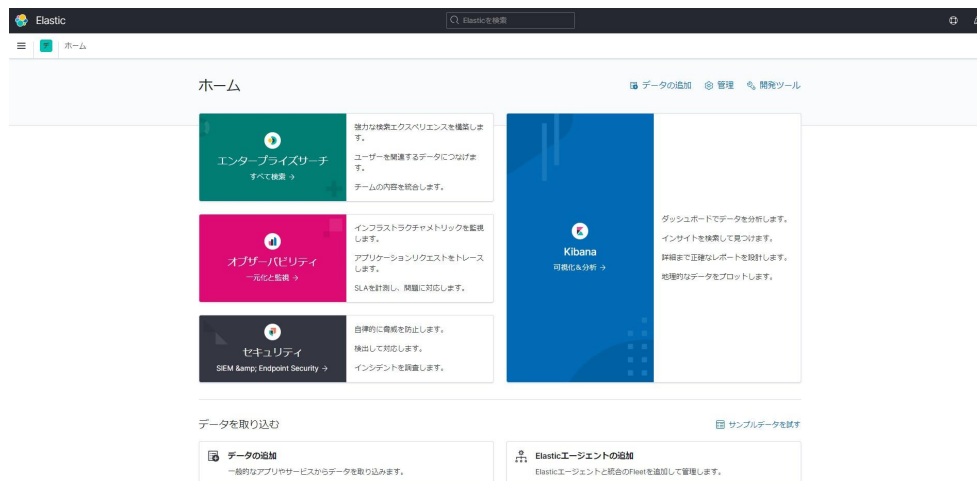 Elastic
Elasticを検索
ホーム
ホーム
データの追加
管理
開発ツール
エンタープライズサーチ
すべて検索 →
強力な検索エクスペリエンスを構築しま
す。
ユーザーを関連するデータにつなげま
す。
チームの内容を統合します。
オブザーバビリティ
一元化と監視 →
インフラストラクチャメトリックを監視
します。
アプリケーションリクエストをトレース
します。
SLAを計測し、問題に対応します。
セキュリティ
SIEM &amp; Endpoint Security →
自律的に脅威を防止します。
検出して対応します。
インシデントを調査します。
Kibana
可視化&分析 →
ダッシュボードでデータを分析します。
インサイトを検索して見つけます。
詳細まで正確なレポートを設計します。
地理的なデータをプロットします。
データを取り込む
サンプルデータを試す
データの追加
一般的なアプリやサービスからデータを取り込みます。
Elasticエージェントの追加
ElasticエージェントとFleetを追加して管理します。